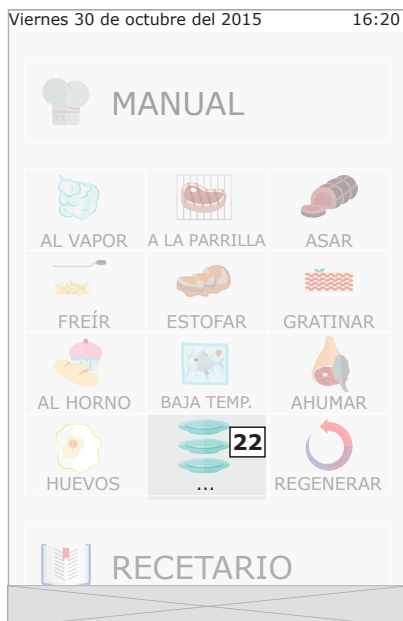 Viernes 30 de octubre del 2015 16:20
MANUAL
AL VAPOR A LA PARRILLA ASAR
FREÍR ESTOFAR GRATINAR
AL HORNO BAJA TEMP. AHUMAR
22
HUEVOS ... REGENERAR
RECETARIO